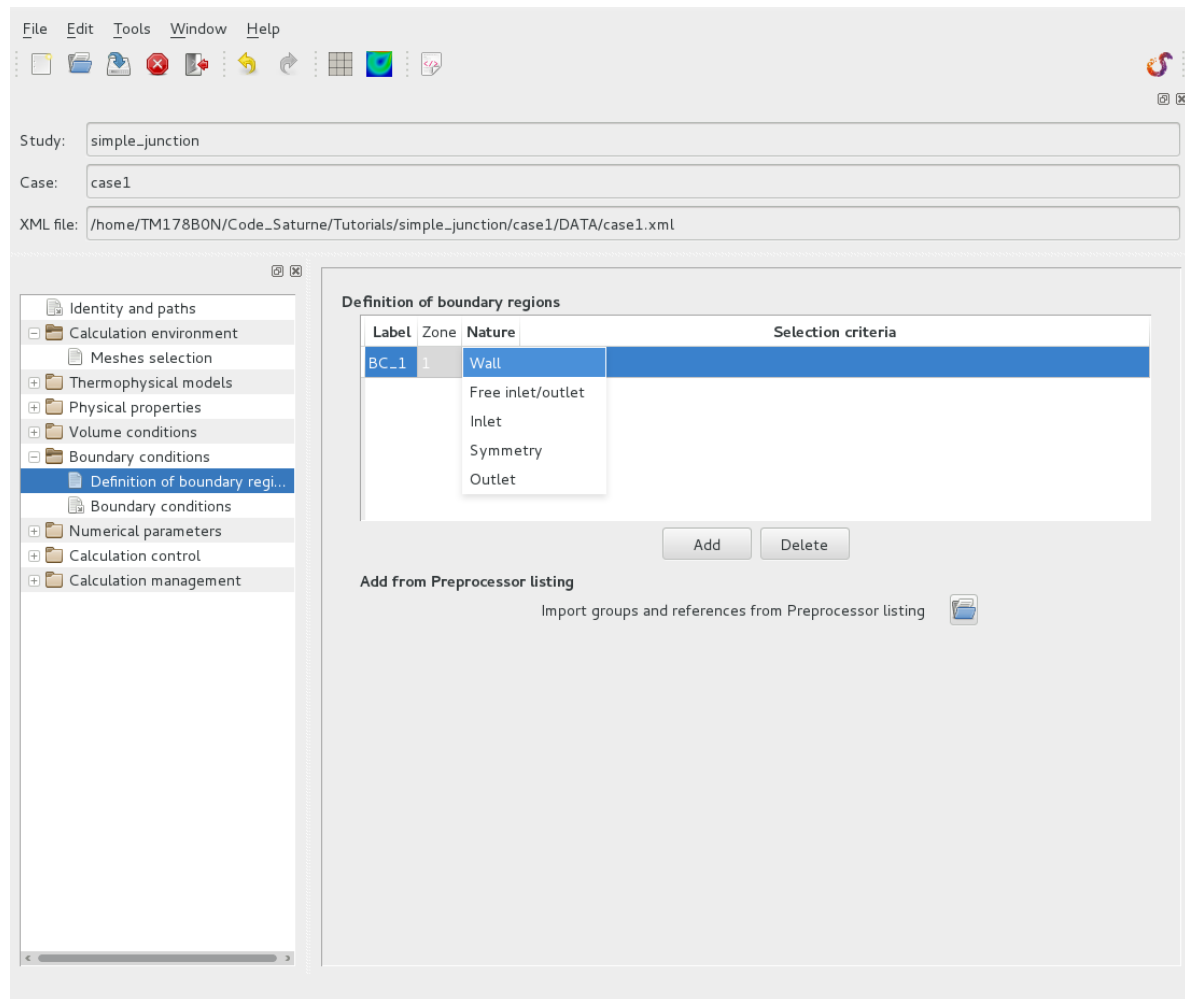 File Edit Tools Window Help
Study: simple_junction
Case: case1
XML file: /home/TM178B0N/Code_Saturne/Tutorials/simple_junction/case1/DATA/case1.xml
Identity and paths
Calculation environment
Meshes selection
Thermophysical models
Physical properties
Volume conditions
Boundary conditions
Definition of boundary regi...
Boundary conditions
Numerical parameters
Calculation control
Calculation management
Definition of boundary regions
Label Zone Nature Selection criteria
BC_1 1 Wall
Free inlet/outlet
Inlet
Symmetry
Outlet
Add Delete
Add from Preprocessor listing
Import groups and references from Preprocessor listing